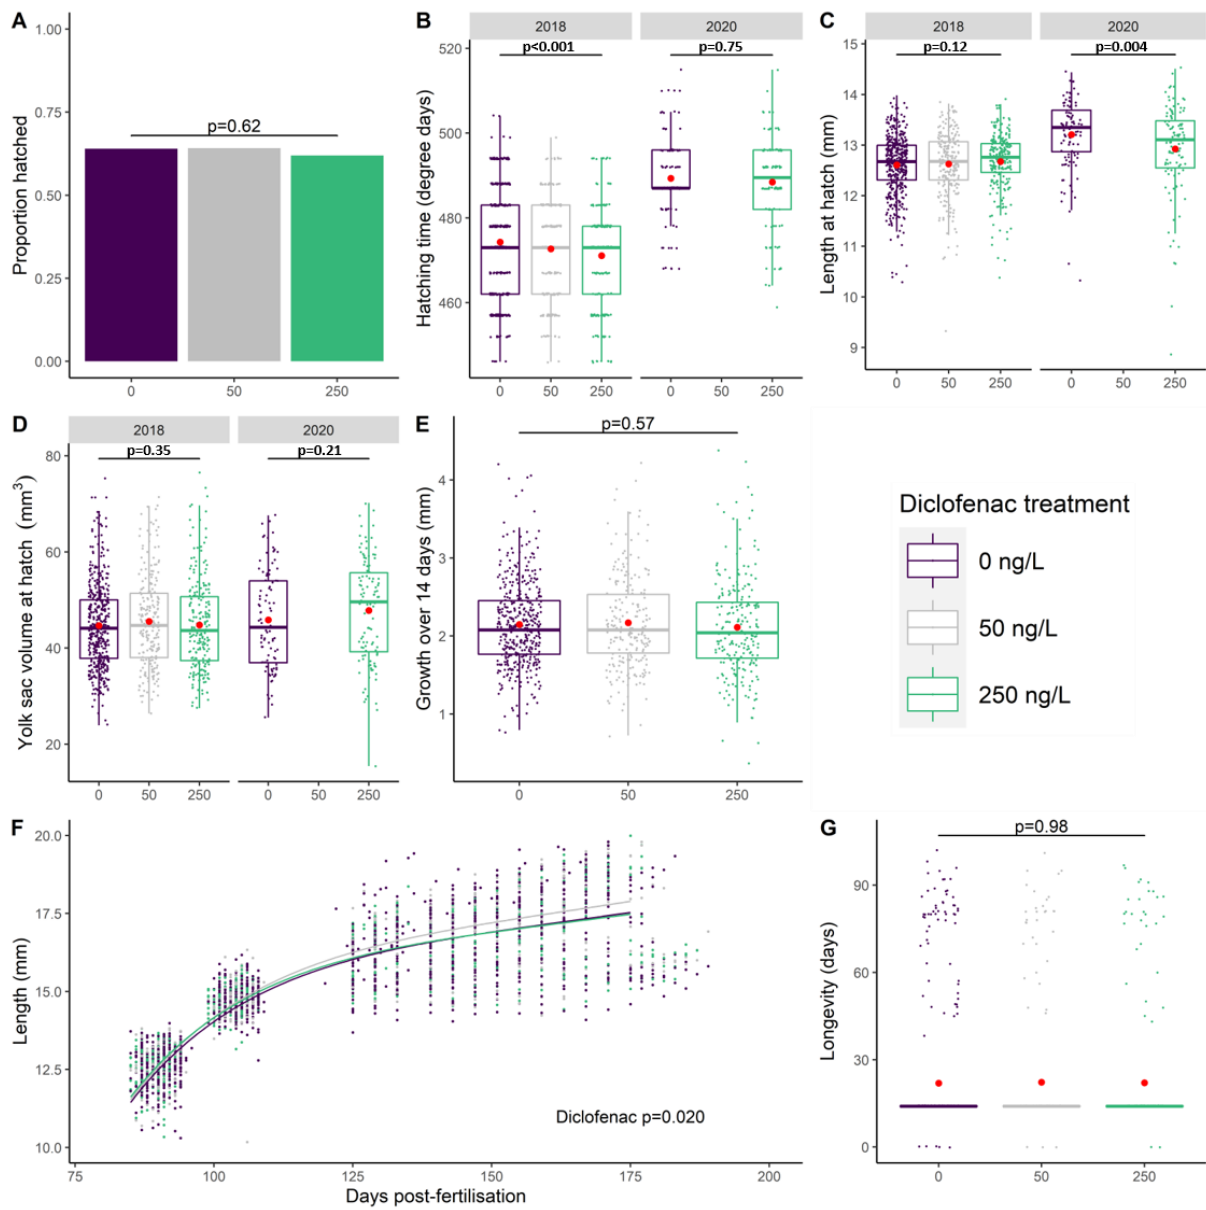 A
1.00
0.75
0.50
0.25
0.00
Proportion hatched
p=0.62
0 50 250
B
2018 2020
p<0.001 p=0.75
520
500
480
460
Hatching time (degree days)
0 50 250 0 50 250
C
2018 2020
p=0.12 p=0.004
15
14
13
12
11
10
9
Length at hatch (mm)
0 50 250 0 50 250
D
2018 2020
p=0.35 p=0.21
80
60
40
20
Yolk sac volume at hatch (mm³)
0 50 250 0 50 250
E
p=0.57
4
3
2
1
Growth over 14 days (mm)
0 50 250
Diclofenac treatment
0 ng/L
50 ng/L
250 ng/L
F
20.0
17.5
15.0
12.5
10.0
Length (mm)
Diclofenac p=0.020
75 100 125 150 175 200
Days post-fertilisation
G
p=0.98
90
60
30
0
Longevity (days)
0 50 250